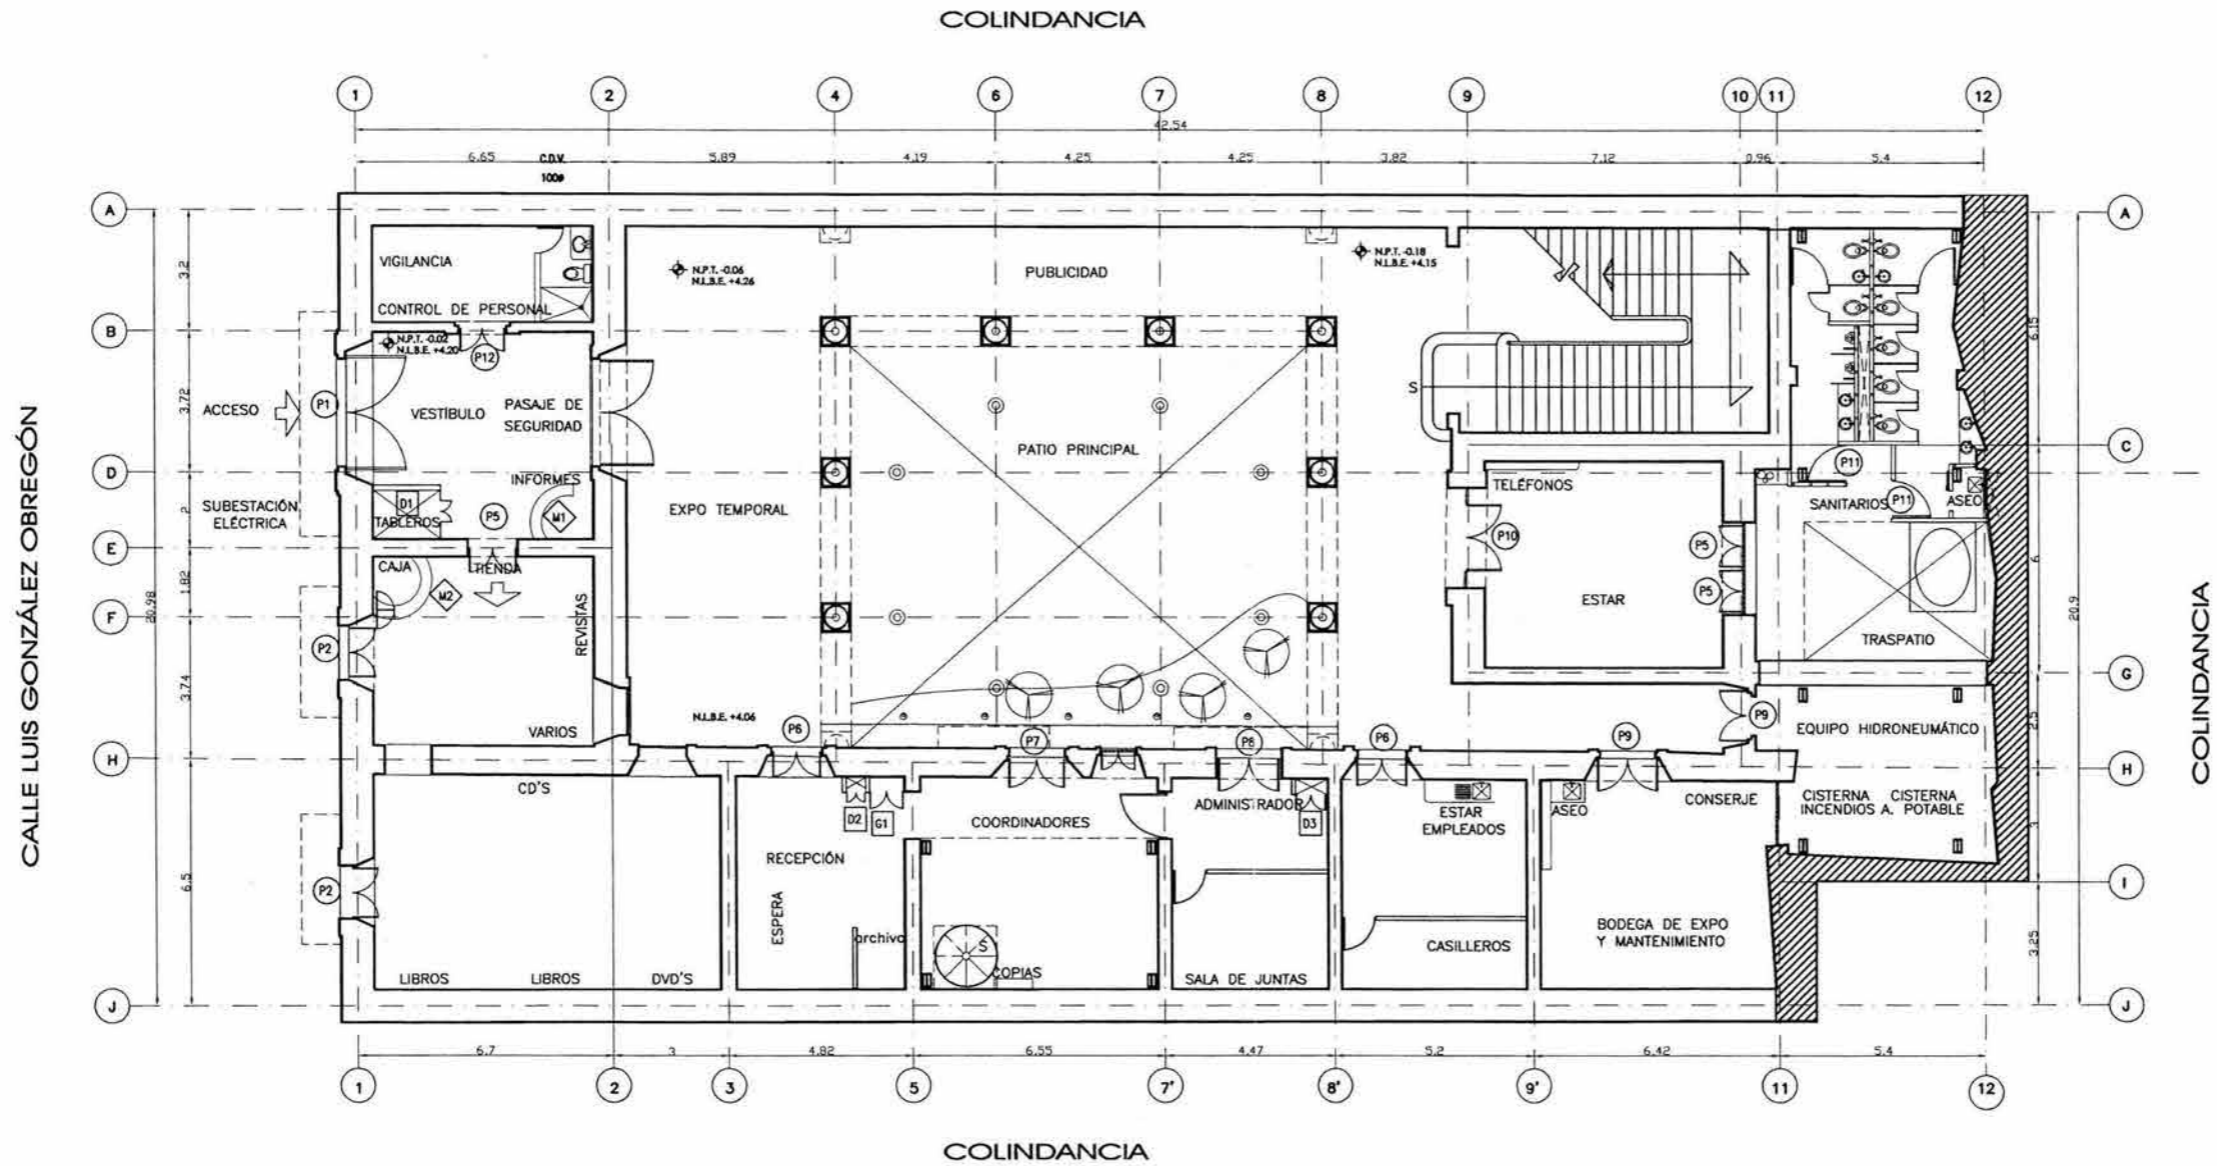 COLINDANCIA
1 2 4 6 7 8 9 10 11 12
42.54
6.65 C.D.V. 5.89 4.19 4.25 4.25 3.82 7.12 0.96 5.4
100ø
A A
VIGILANCIA
N.P.T. -0.06
N.L.B.E. +4.26
PUBLICIDAD
N.P.T. -0.18
N.L.B.E. +4.15
3.2
CONTROL DE PERSONAL
B
N.P.T. -0.02
N.L.B.E. +4.20
P12
6.15
3.72
ACCESO
P1
VESTÍBULO
PASAJE DE
SEGURIDAD
S
PATIO PRINCIPAL
C
D
P11
INFORMES
TELÉFONOS
SANITARIOS
P11
ASEO
SUBESTACIÓN
ELÉCTRICA
2
D1
TABLEROS
P5
M1
EXPO TEMPORAL
P10
P5
E
CAJA
TIENDA
M2
1.82
20.98
6
20.9
REVISITAS
ESTAR
P5
F
P2
TRASPATIO
3.74
G
VARIOS
N.L.B.E. +4.06
P6
P7
P8
P6
P9
P9
EQUIPO HIDRONEUMÁTICO
2.5
H H
CD'S
D2
G1
COORDINADORES
ADMINISTRADOR
D3
ESTAR
EMPLEADOS
ASEO
CONSERJE
CISTERNA CISTERNA
INCENDIOS A. POTABLE
3
RECEPCIÓN
6.5
P2
I
ESPERA
archivo
S
COPIAS
CASILLEROS
BODEGA DE EXPO
Y MANTENIMIENTO
3.25
LIBROS LIBROS DVD'S
SALA DE JUNTAS
J J
6.7 3 4.82 6.55 4.47 5.2 6.42 5.4
1 2 3 5 7' 8' 9' 11 12
COLINDANCIA
CALLE LUIS GONZÁLEZ OBREGÓN
COLINDANCIA